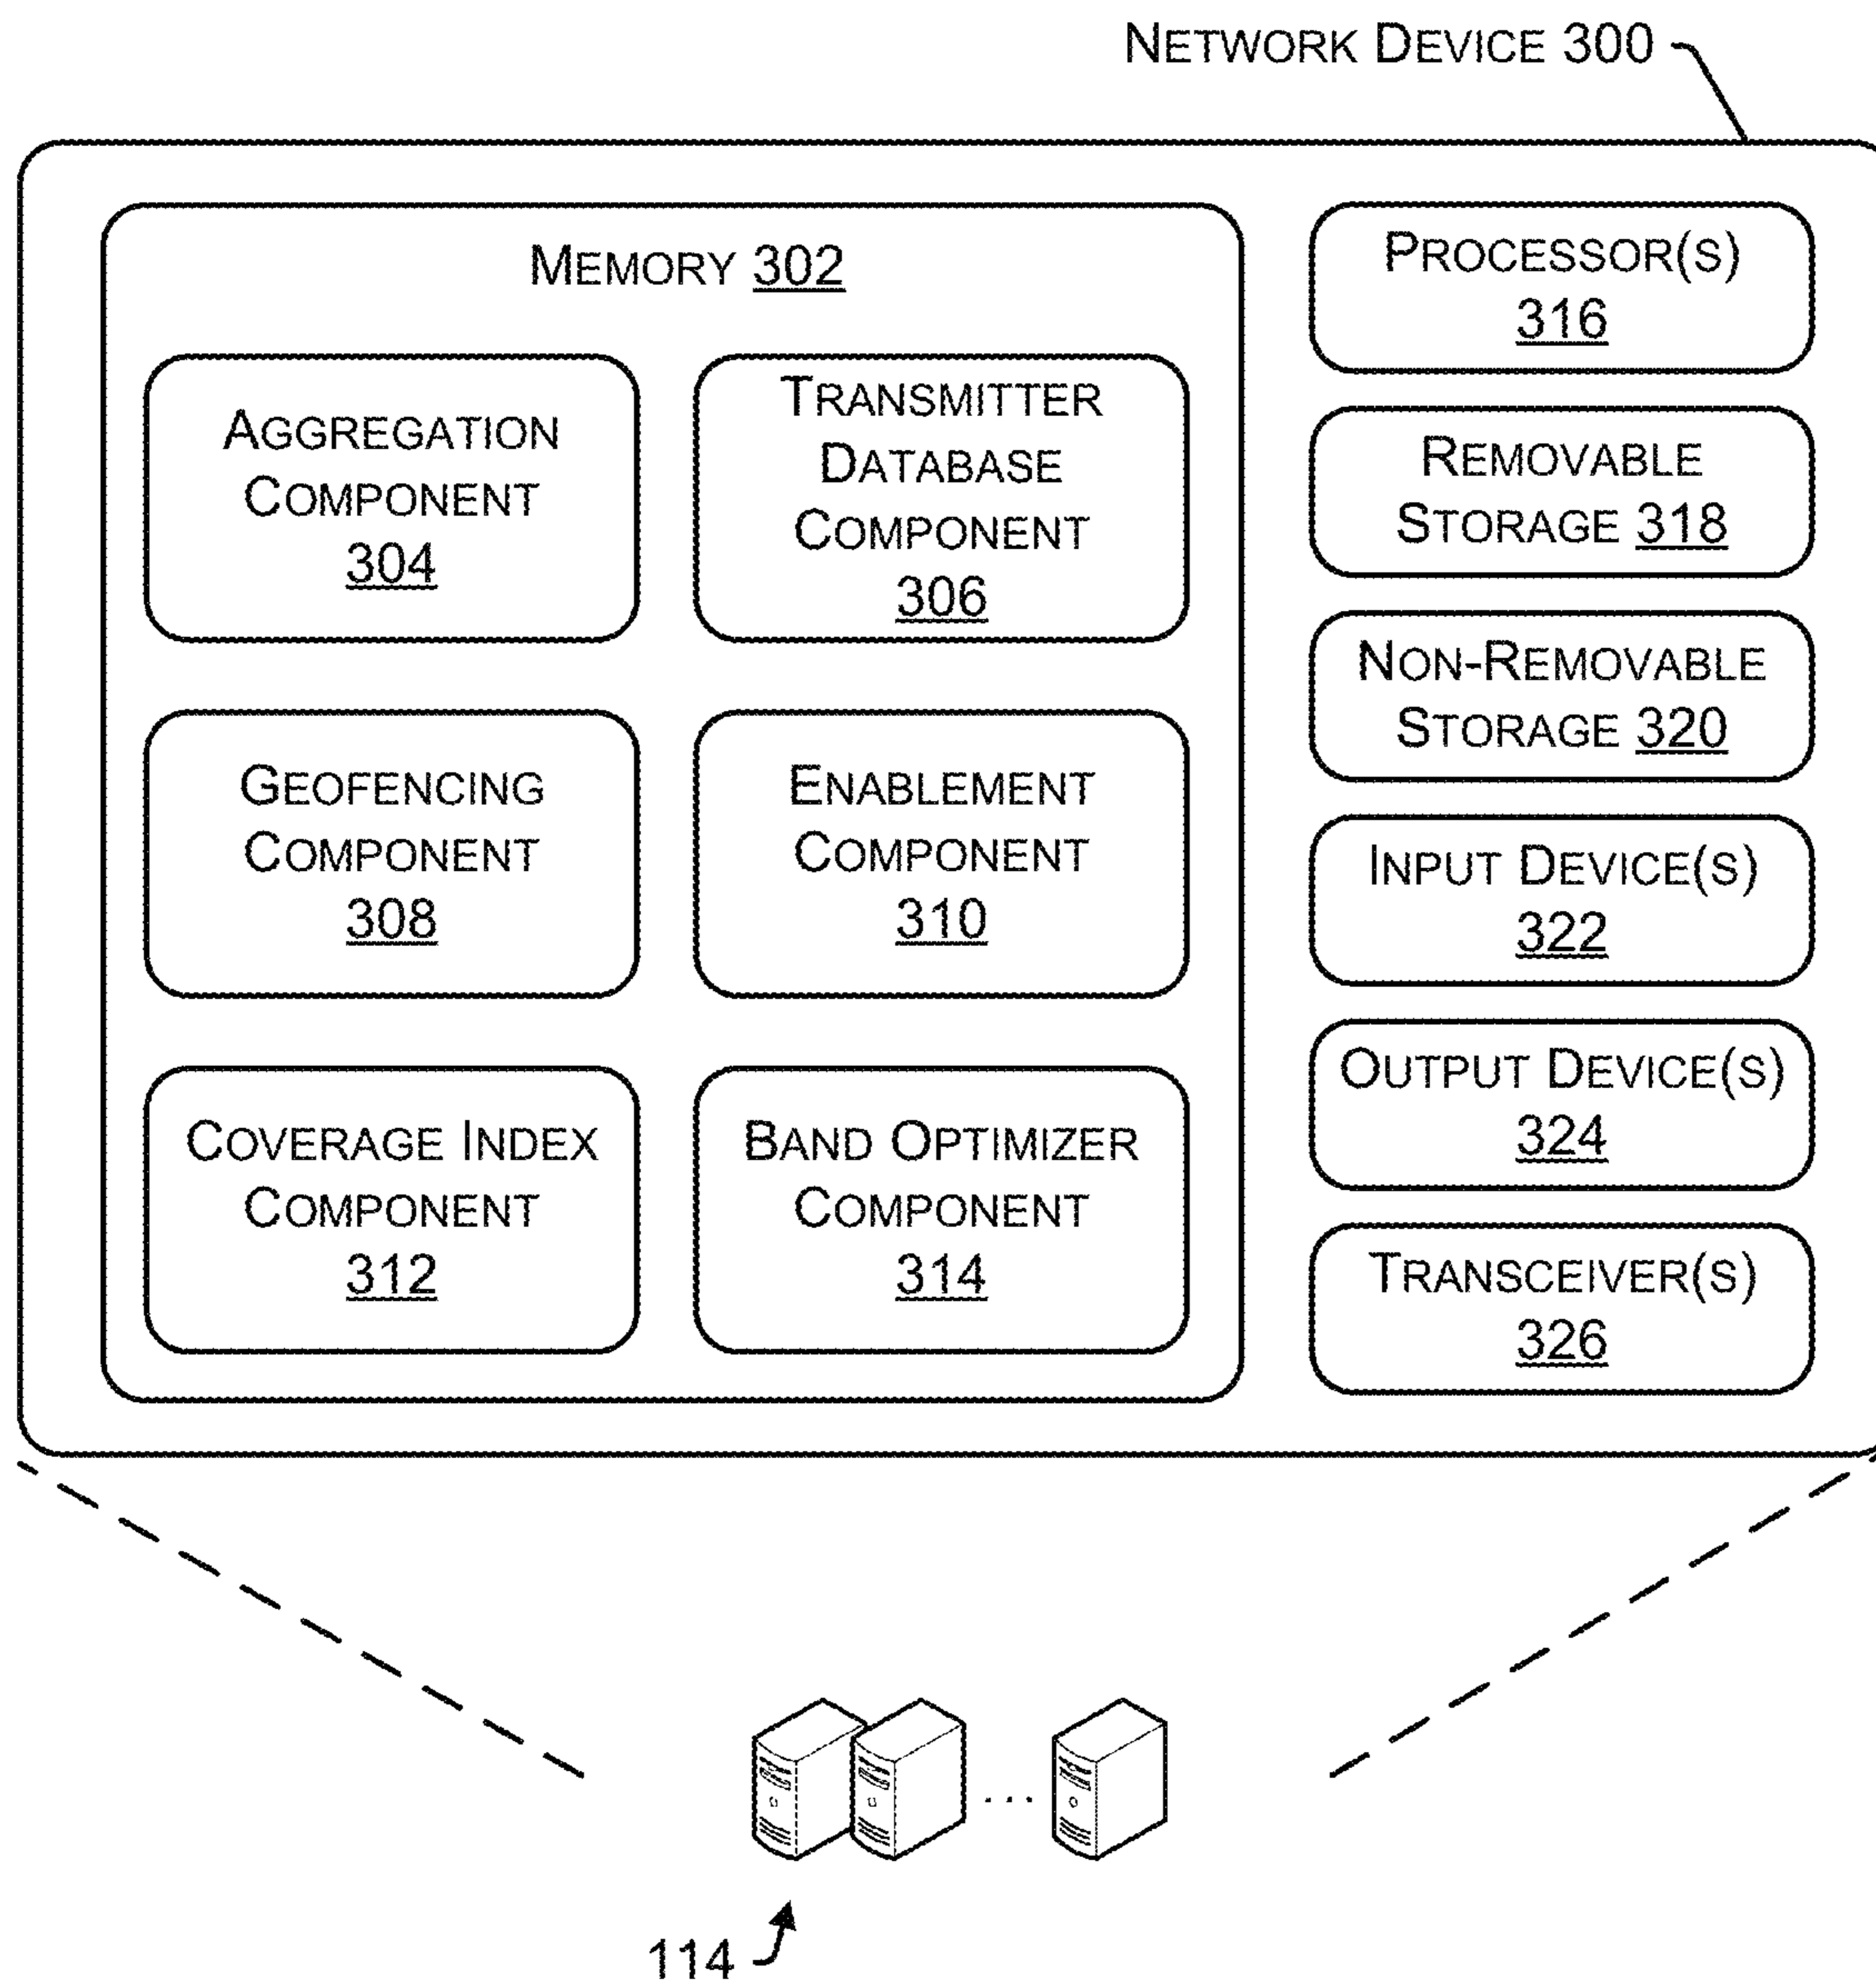 NETWORK DEVICE 300
MEMORY 302
AGGREGATION
COMPONENT
304
TRANSMITTER
DATABASE
COMPONENT
306
GEOFENCING
COMPONENT
308
ENABLEMENT
COMPONENT
310
COVERAGE INDEX
COMPONENT
312
BAND OPTIMIZER
COMPONENT
314
PROCESSOR(S)
316
REMOVABLE
STORAGE 318
NON-REMOVABLE
STORAGE 320
INPUT DEVICE(S)
322
OUTPUT DEVICE(S)
324
TRANSCEIVER(S)
326
...
114